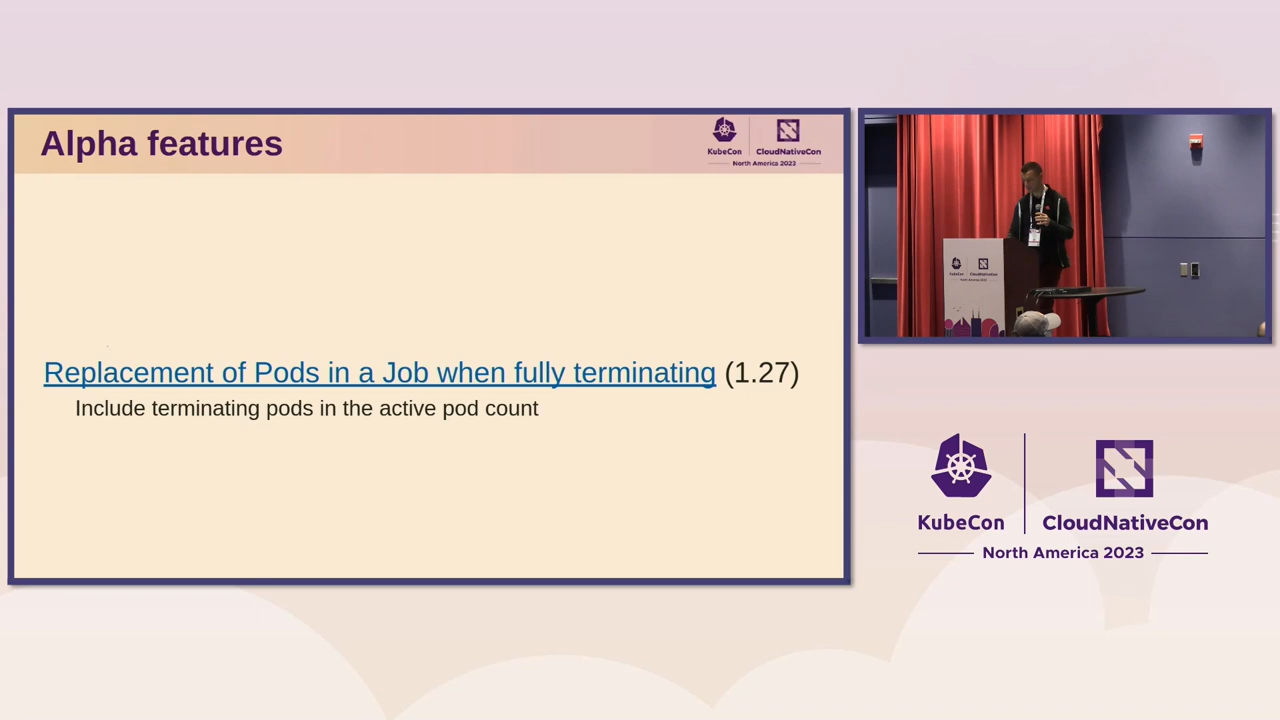 Alpha features
KubeCon
CloudNativeCon
North America 2023
Replacement of Pods in a Job when fully terminating (1.27)
Include terminating pods in the active pod count
KubeCon
CloudNativeCon
North America 2023